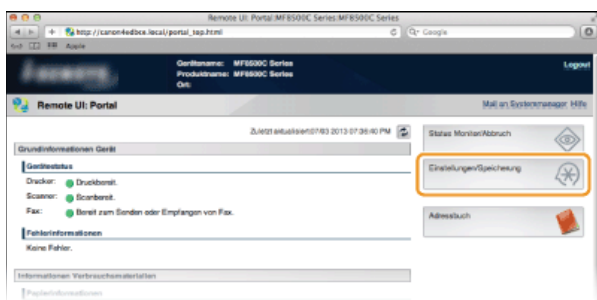 Remote UI: Portal:MF8500C Series:MF8500C Series
http://canon4edbce.local/portal_top.html
Google
Apple
Gerätename: MF8500C Series
Produktname: MF8500C Series
Ort:
Logout
Remote UI: Portal
Mail an Systemmanager Hilfe
Zuletzt aktualisiert:07/03 2013 07:36:40 PM
Grundinformationen Gerät
Gerätestatus
Drucker: Druckbereit.
Scanner: Scanbereit.
Fax: Bereit zum Senden oder Empfangen von Fax.
Fehlerinformationen
Keine Fehler.
Informationen Verbrauchsmaterialien
Papierinformationen
Status Monitor/Abbruch
Einstellungen/Speicherung
Adressbuch